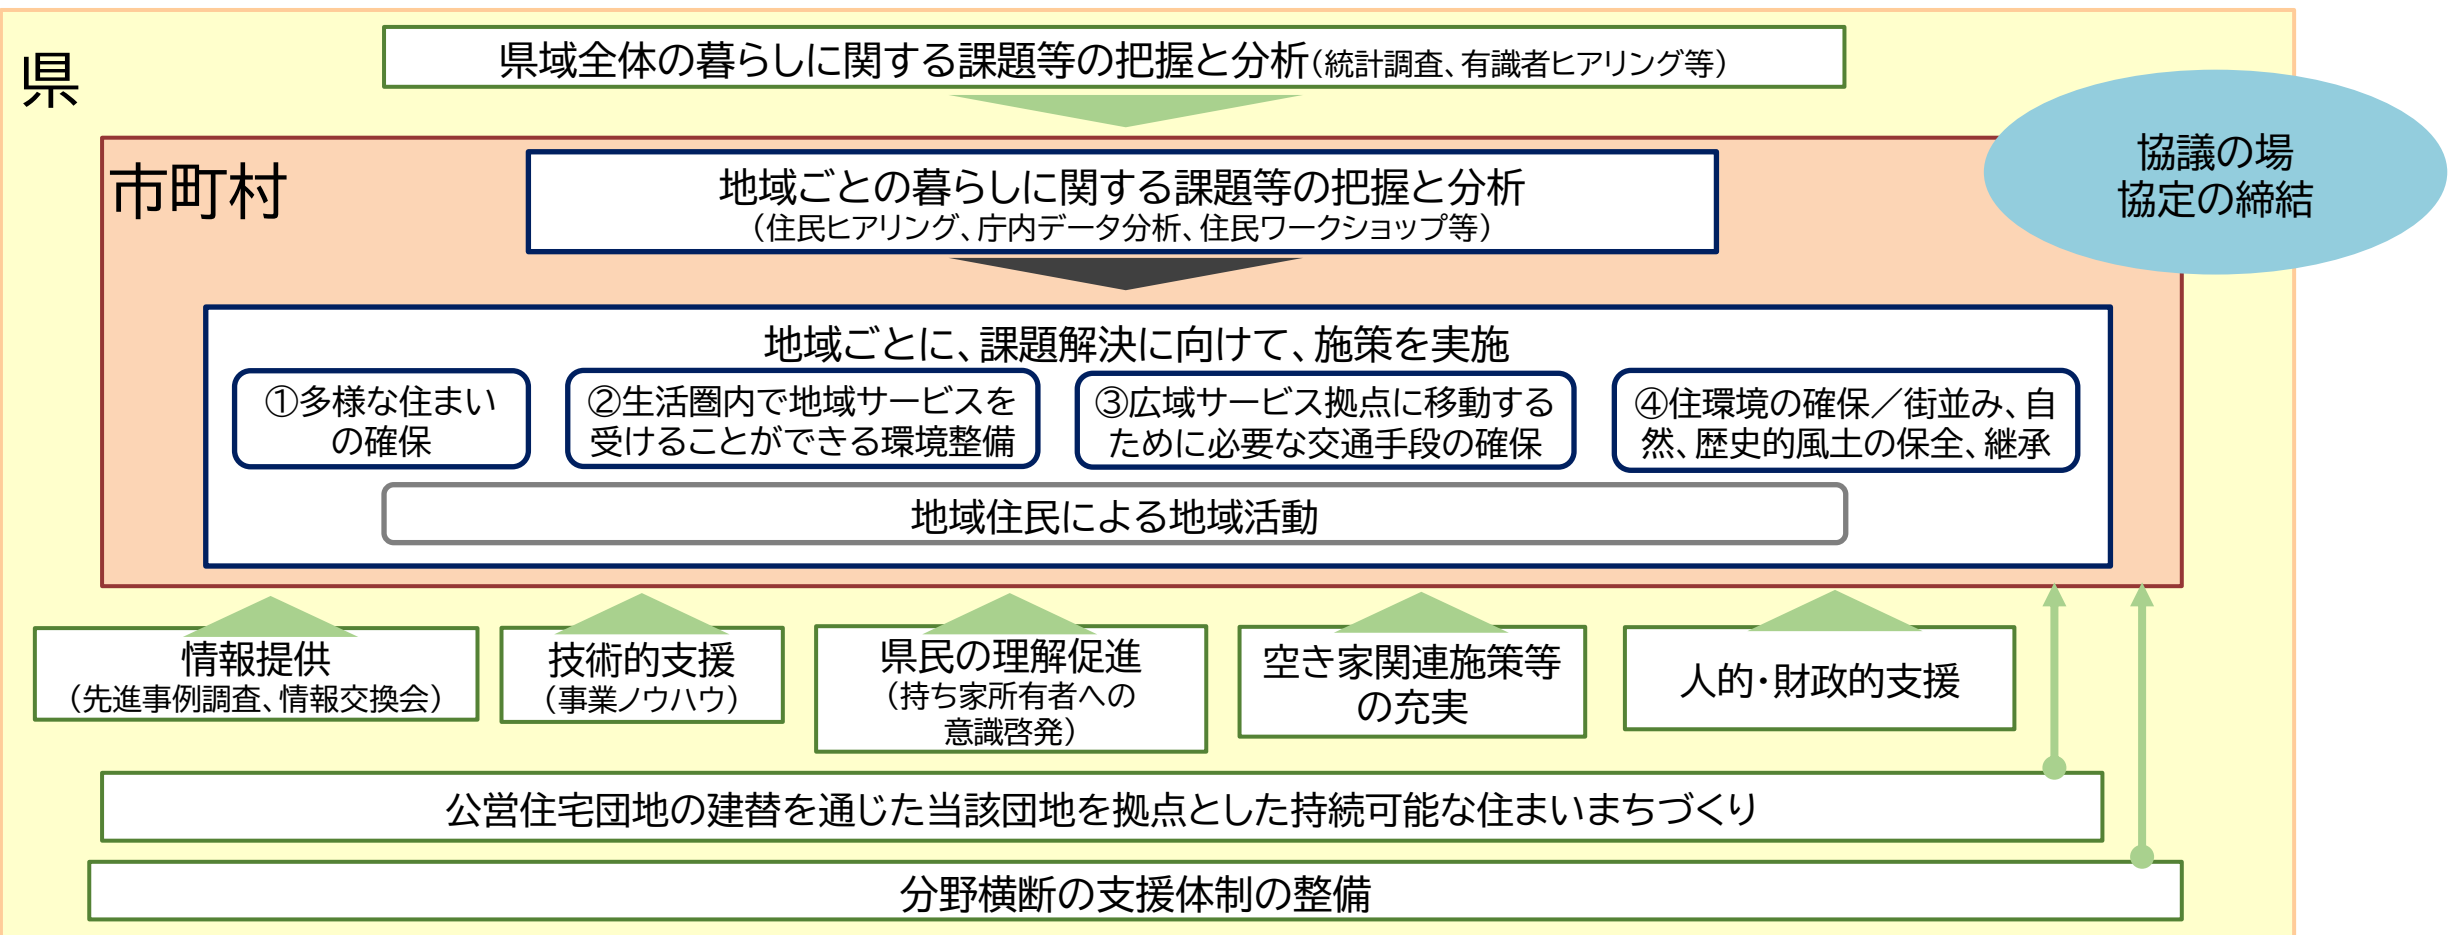 県
県域全体の暮らしに関する課題等の把握と分析（統計調査、有識者ヒアリング等）
協議の場
協定の締結
市町村
地域ごとの暮らしに関する課題等の把握と分析
（住民ヒアリング、庁内データ分析、住民ワークショップ等）
地域ごとに、課題解決に向けて、施策を実施
①多様な住まい
の確保
②生活圏内で地域サービスを
受けることができる環境整備
③広域サービス拠点に移動する
ために必要な交通手段の確保
④住環境の確保／街並み、自
然、歴史的風土の保全、継承
地域住民による地域活動
情報提供
（先進事例調査、情報交換会）
技術的支援
（事業ノウハウ）
県民の理解促進
（持ち家所有者への
意識啓発）
空き家関連施策等
の充実
人的・財政的支援
公営住宅団地の建替を通じた当該団地を拠点とした持続可能な住まいまちづくり
分野横断の支援体制の整備